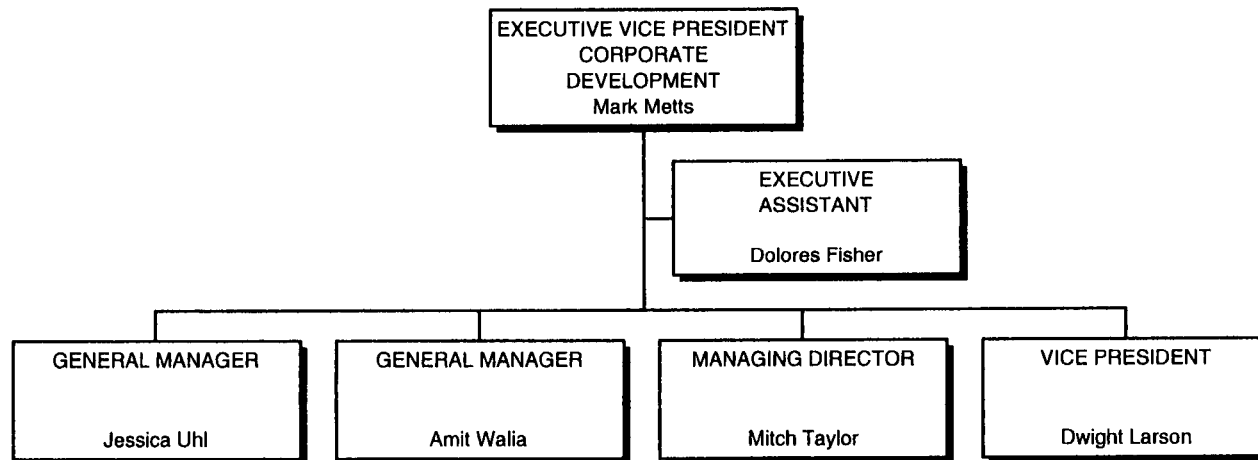 EXECUTIVE VICE PRESIDENT
CORPORATE
DEVELOPMENT
Mark Metts
EXECUTIVE
ASSISTANT
Dolores Fisher
GENERAL MANAGER
Jessica Uhl
GENERAL MANAGER
Amit Walia
MANAGING DIRECTOR
Mitch Taylor
VICE PRESIDENT
Dwight Larson